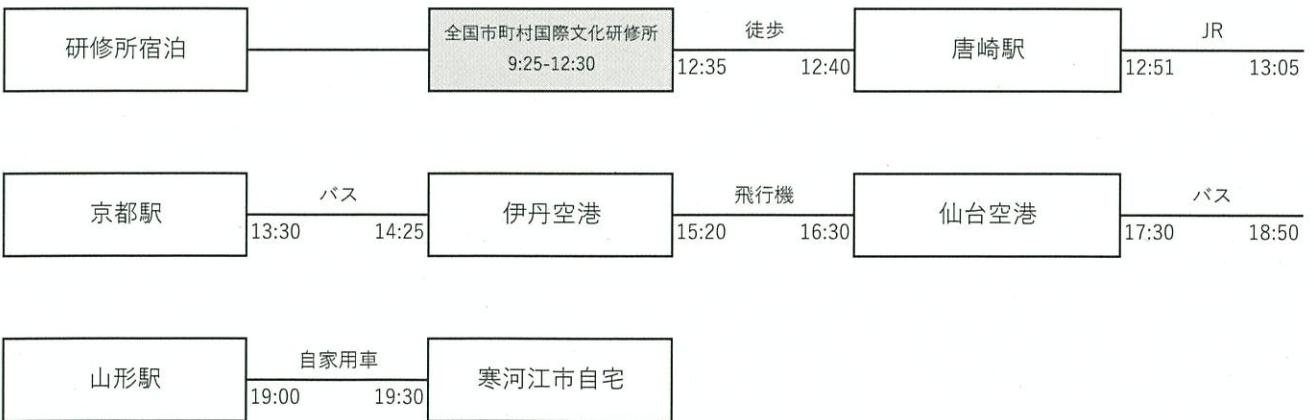 研修所宿泊
全国市町村国際文化研修所
9:25-12:30
徒歩
12:35 12:40
唐崎駅
JR
12:51 13:05
京都駅
バス
13:30 14:25
伊丹空港
飛行機
15:20 16:30
仙台空港
バス
17:30 18:50
山形駅
自家用車
19:00 19:30
寒河江市自宅